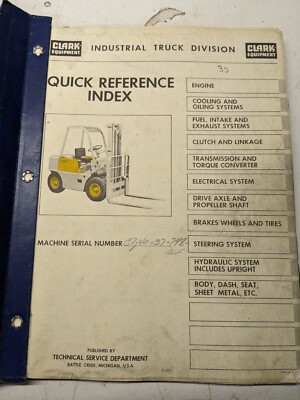 CLARK
EQUIPMENT
INDUSTRIAL TRUCK DIVISION
CLARK
EQUIPMENT
35
QUICK REFERENCE
INDEX
ENGINE
COOLING AND
OILING SYSTEMS
FUEL, INTAKE AND
EXHAUST SYSTEMS
CLUTCH AND LINKAGE
TRANSMISSION AND
TORQUE CONVERTER
ELECTRICAL SYSTEM
DRIVE AXLE AND
PROPELLER SHAFT
BRAKES WHEELS AND TIRES
MACHINE SERIAL NUMBER
STEERING SYSTEM
HYDRAULIC SYSTEM
INCLUDES UPRIGHT
BODY, DASH, SEAT,
SHEET METAL, ETC.
PUBLISHED BY
TECHNICAL SERVICE DEPARTMENT
BATTLE CREEK, MICHIGAN, U.S.A.